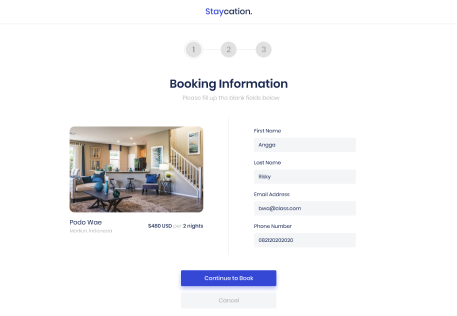 Staycation.
1 2 3
Booking Information
Please fill up the blank fields below
First Name
Angga
Last Name
Risky
Email Address
bwa@class.com
Phone Number
082120202020
Podo Wae
Madiun, Indonesia
$480 USD per 2 nights
Continue to Book
Cancel